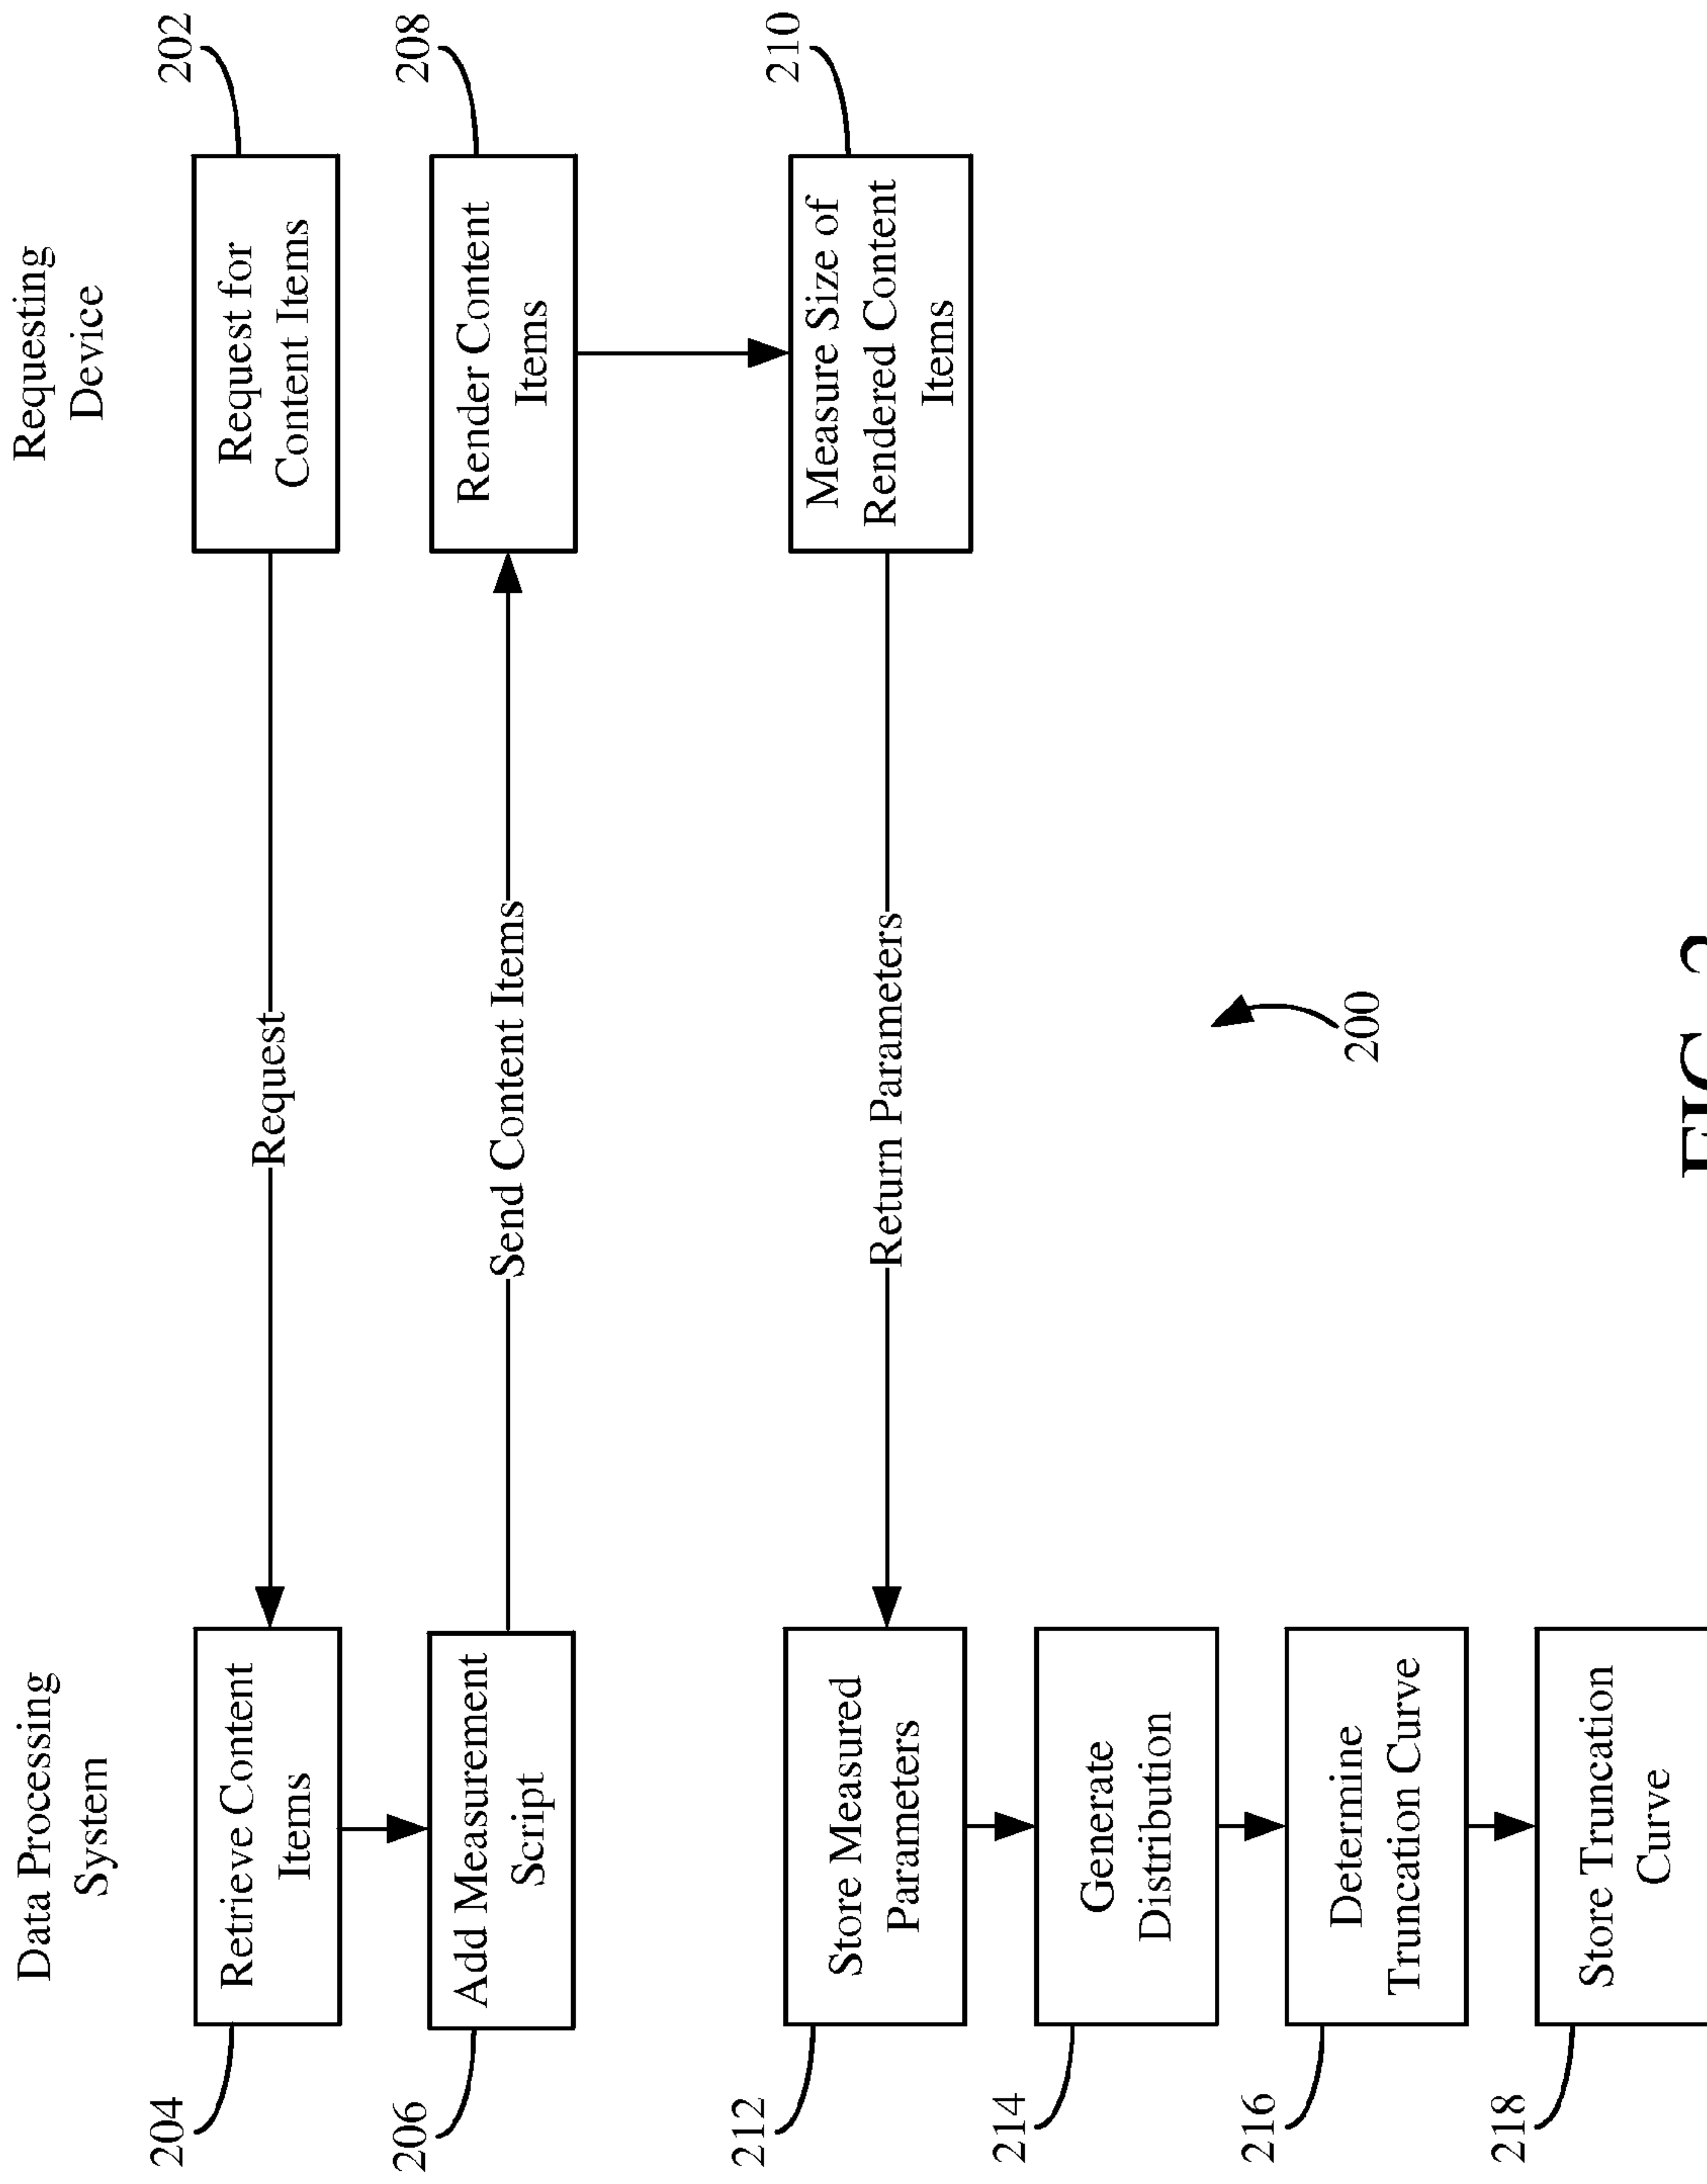 Data Processing
System
Requesting
Device
204
Retrieve Content
Items
Request
Request for
Content Items
202
206
Add Measurement
Script
Send Content Items
Render Content
Items
208
212
Store Measured
Parameters
Return Parameters
Measure Size of
Rendered Content
Items
210
214
Generate
Distribution
216
Determine
Truncation Curve
200
218
Store Truncation
Curve
FIG